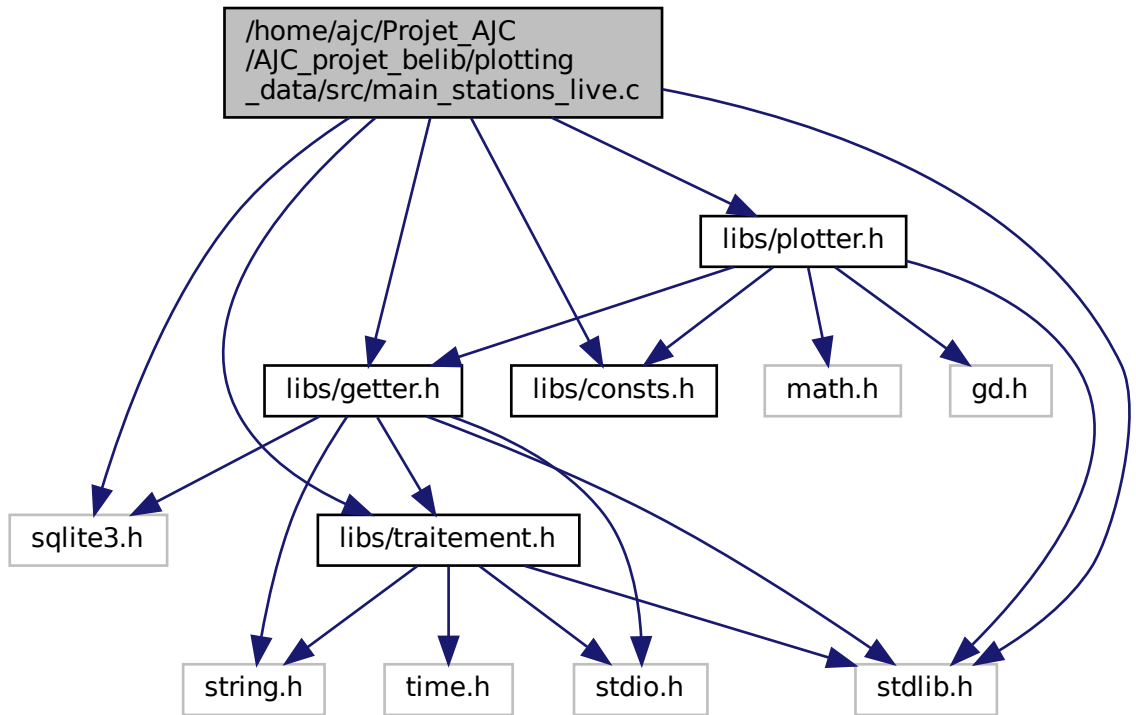 /home/ajc/Projet_AJC
/AJC_projet_belib/plotting
_data/src/main_stations_live.c
libs/plotter.h
libs/getter.h
libs/consts.h
math.h
gd.h
sqlite3.h
libs/traitement.h
string.h
time.h
stdio.h
stdlib.h